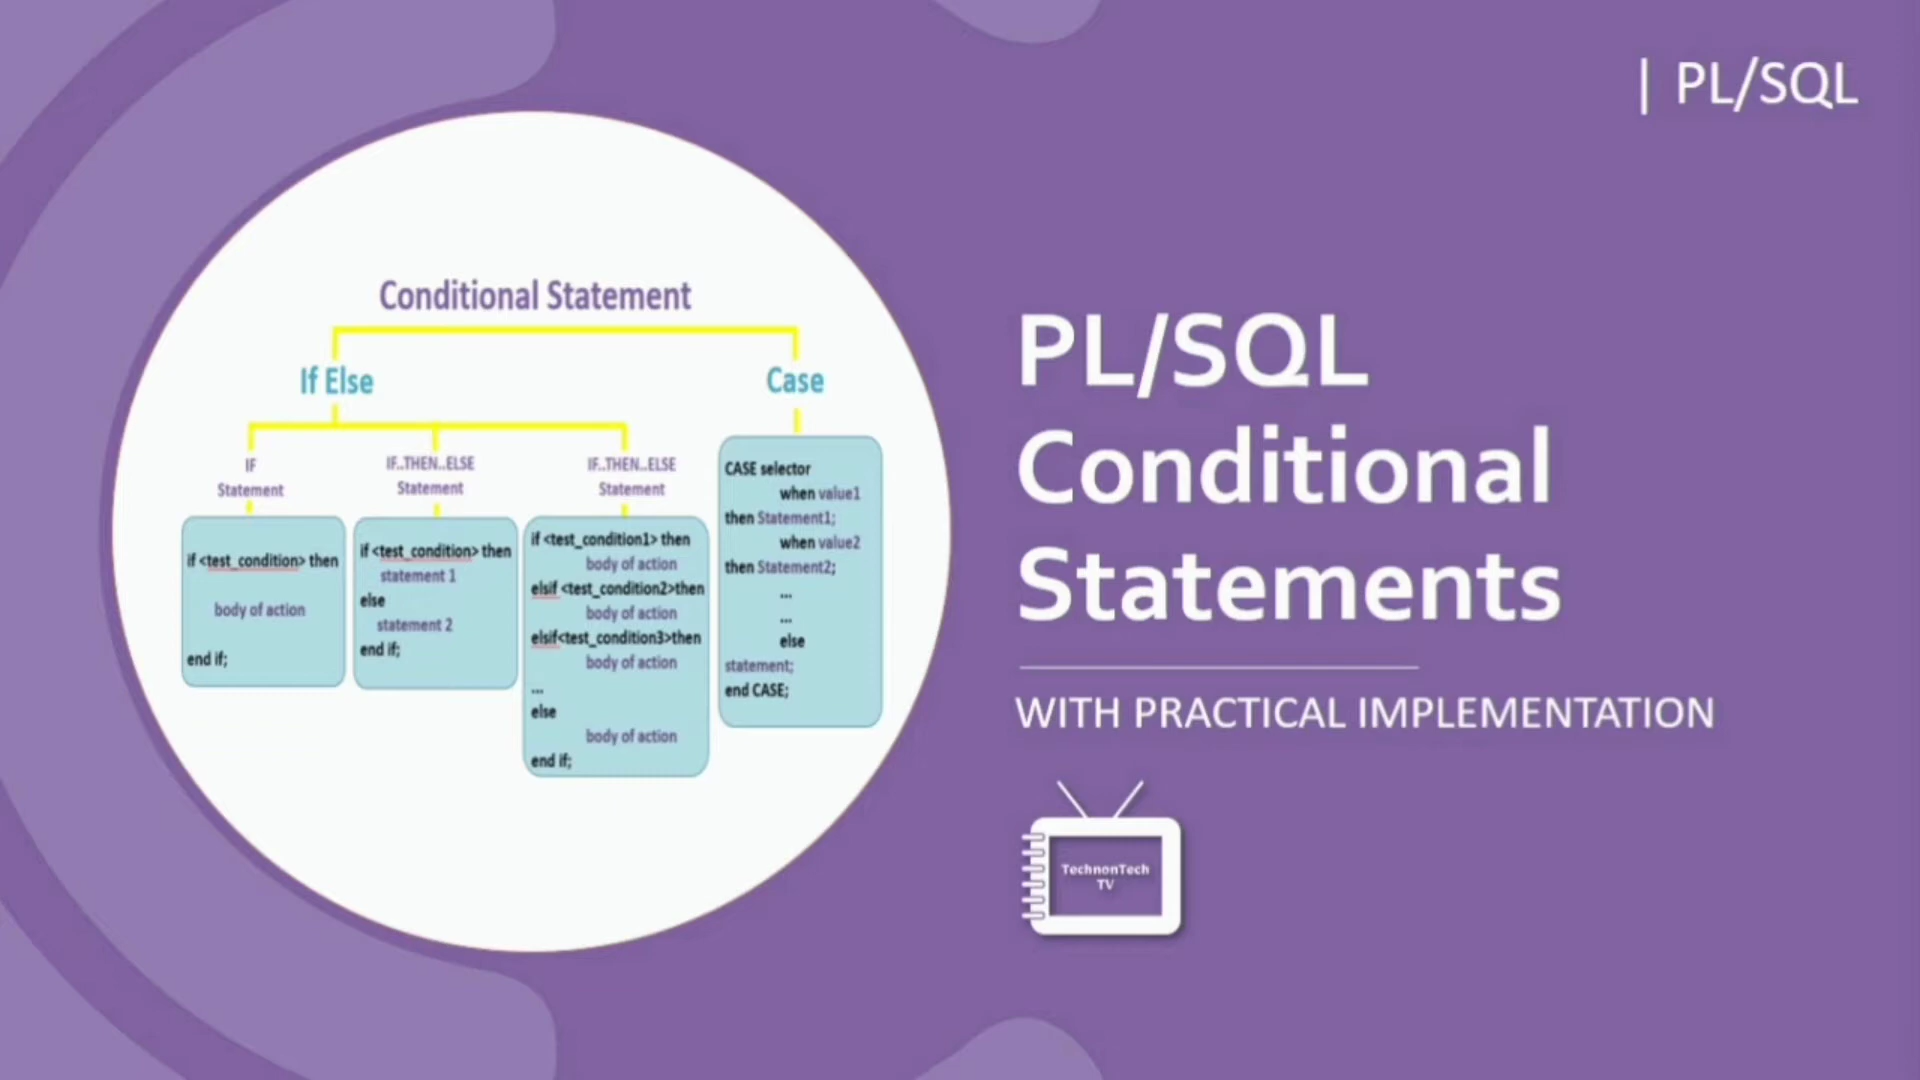 | PL/SQL
Conditional Statement
If Else
Case
IF
Statement
IF..THEN..ELSE
Statement
IF..THEN..ELSE
Statement
if <test_condition> then
body of action
end if;
if <test_condition> then
statement 1
else
statement 2
end if;
if <test_condition1> then
body of action
elsif <test_condition2>then
body of action
elsif<test_condition3>then
body of action
...
else
body of action
end if;
CASE selector
when value1
then Statement1;
when value2
then Statement2;
...
...
else
statement;
end CASE;
PL/SQL
Conditional
Statements
WITH PRACTICAL IMPLEMENTATION
TechnonTech
TV